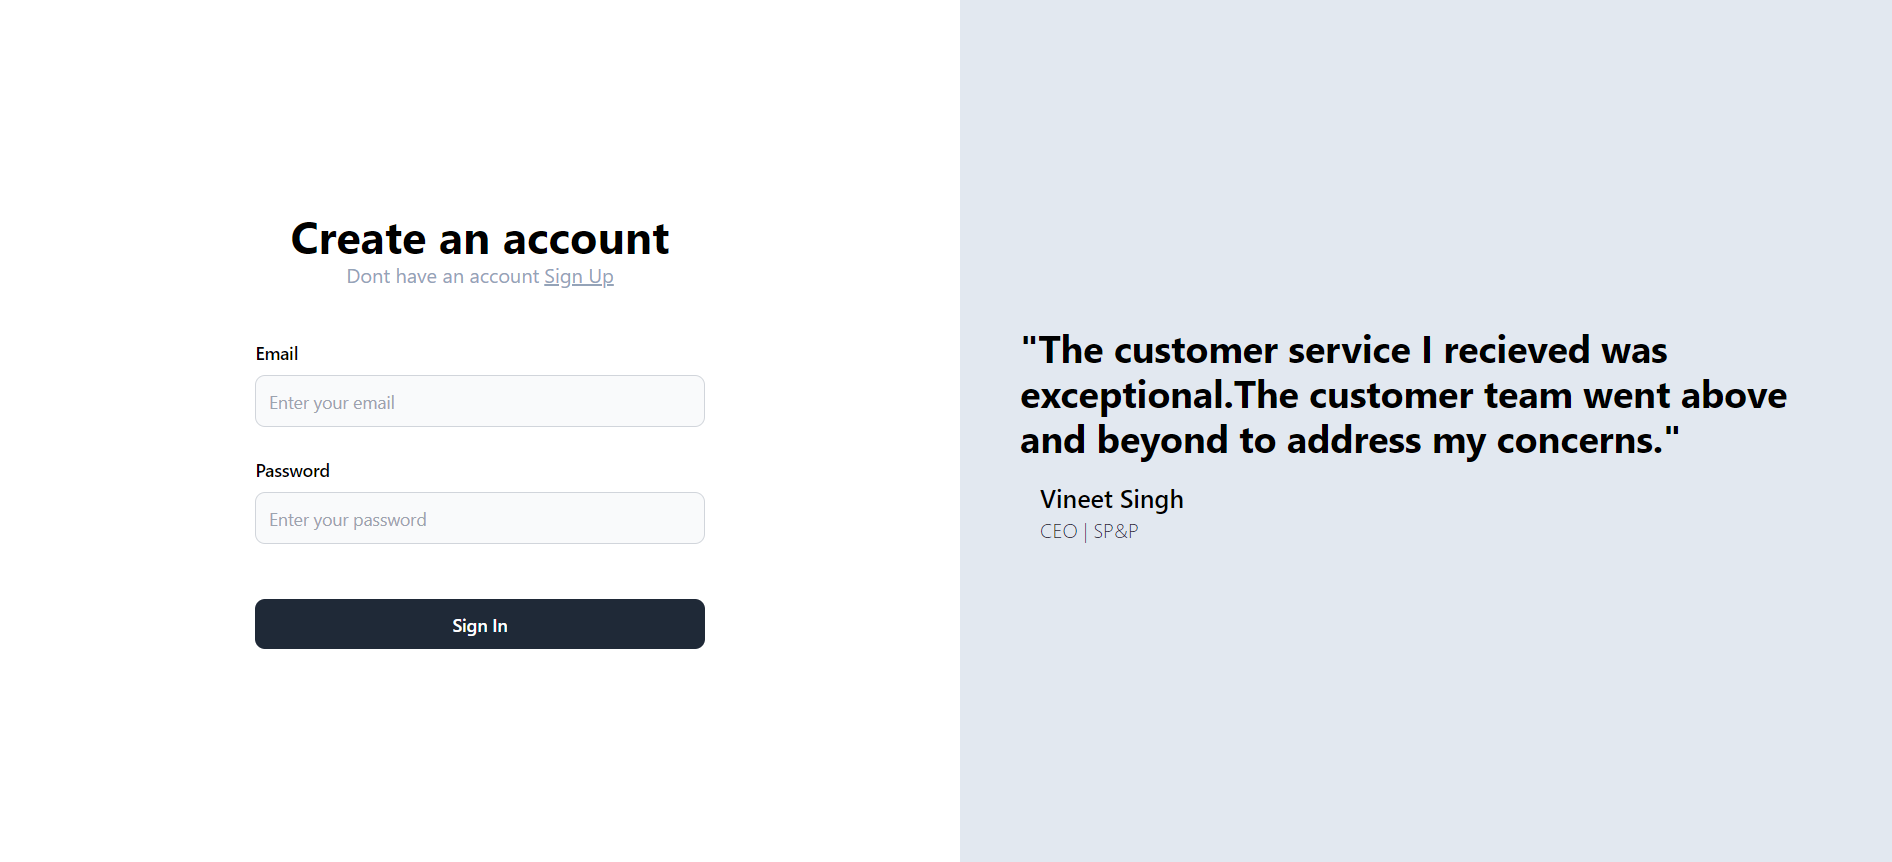 Create an account
Dont have an account Sign Up
Email
Enter your email
Password
Enter your password
Sign In
"The customer service I recieved was
exceptional.The customer team went above
and beyond to address my concerns."
Vineet Singh
CEO | SP&P